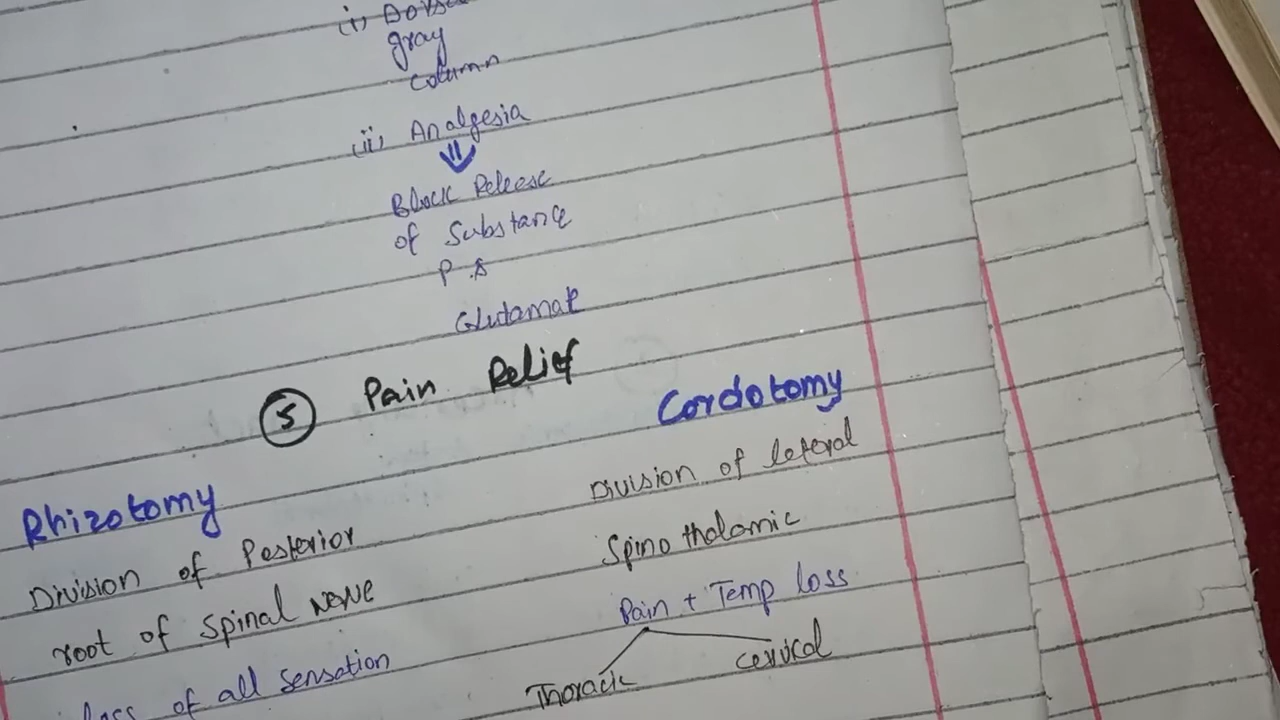 (i) Dorsal
gray
column
(ii) Analgesia
⇓
Block Release
of Substance
P &
Glutamate
⑤ Pain Relief
Rhizotomy
Division of Posterior
root of Spinal Nerve
loss of all Sensation
Cordotomy
Division of lateral
Spino thalamic
Pain + Temp loss
Thoracic
Cervical